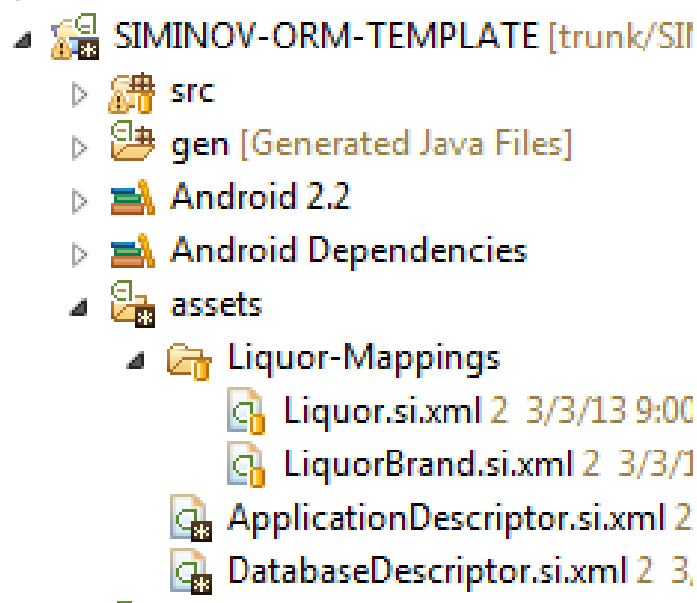 SIMINOV-ORM-TEMPLATE [trunk/SI
src
gen [Generated Java Files]
Android 2.2
Android Dependencies
assets
Liquor-Mappings
Liquor.si.xml 2 3/3/13 9:00
LiquorBrand.si.xml 2 3/3/1
ApplicationDescriptor.si.xml 2
DatabaseDescriptor.si.xml 2 3/